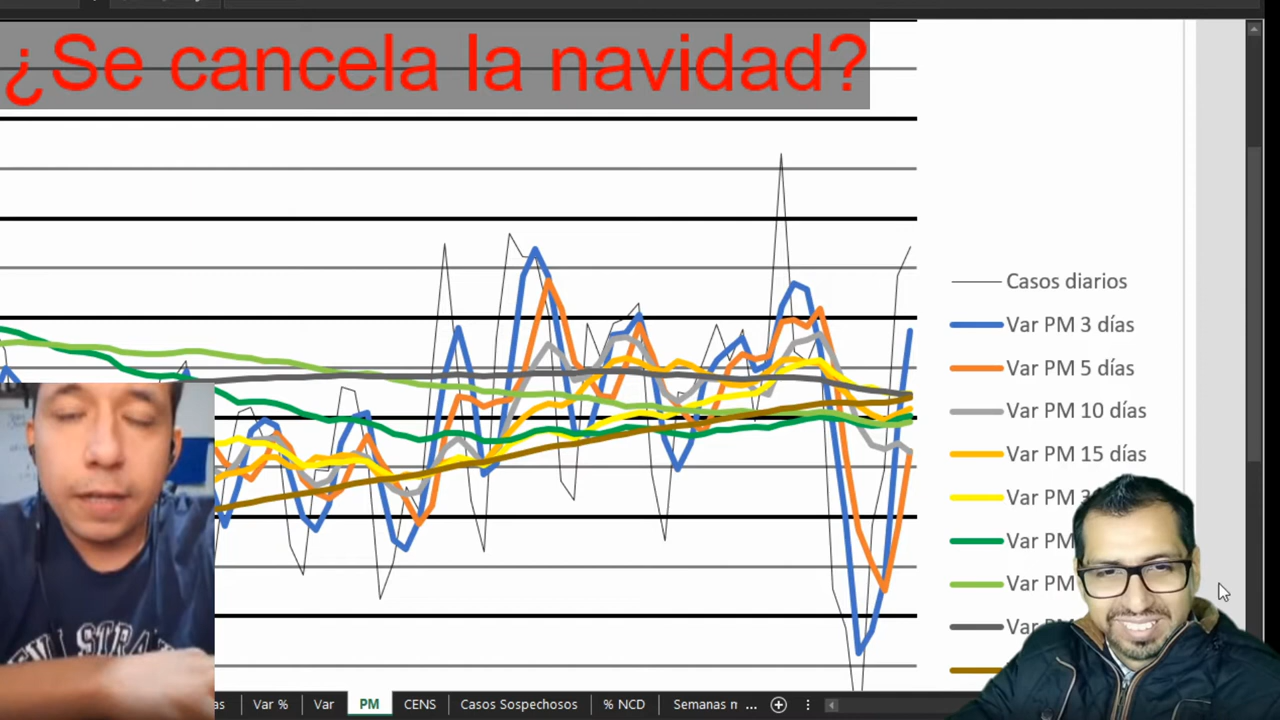 ¿Se cancela la navidad?
Casos diarios
Var PM 3 días
Var PM 5 días
Var PM 10 días
Var PM 15 días
Var PM
Var PM
Var PM
Var
as
Var %
Var
PM
CENS
Casos Sospechosos
% NCD
Semanas
...